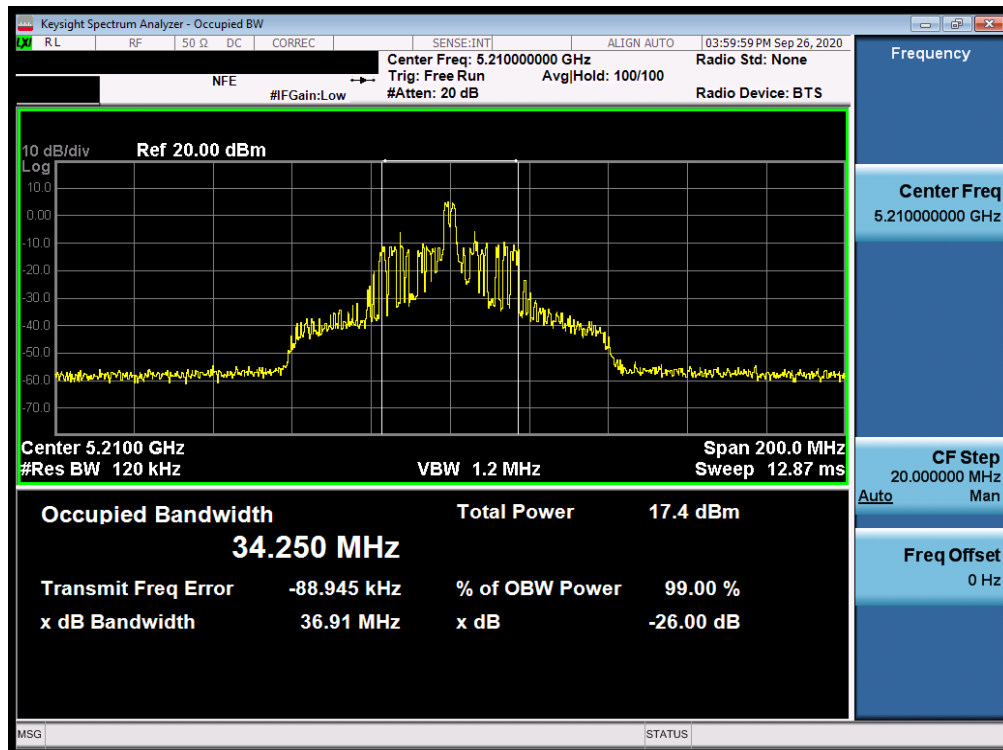 Keysight Spectrum Analyzer - Occupied BW
LXI RL RF 50 Ω DC CORREC SENSE:INT ALIGN AUTO 03:59:59 PM Sep 26, 2020
Center Freq: 5.210000000 GHz Radio Std: None
NFE Trig: Free Run Avg|Hold: 100/100
#IFGain:Low #Atten: 20 dB Radio Device: BTS
10 dB/div Ref 20.00 dBm
Log
10.0
0.00
-10.0
-20.0
-30.0
-40.0
-50.0
-60.0
-70.0
Center 5.2100 GHz Span 200.0 MHz
#Res BW 120 kHz VBW 1.2 MHz Sweep 12.87 ms
Occupied Bandwidth Total Power 17.4 dBm
34.250 MHz
Transmit Freq Error -88.945 kHz % of OBW Power 99.00 %
x dB Bandwidth 36.91 MHz x dB -26.00 dB
MSG STATUS
Frequency
Center Freq
5.210000000 GHz
CF Step
20.000000 MHz
Auto Man
Freq Offset
0 Hz